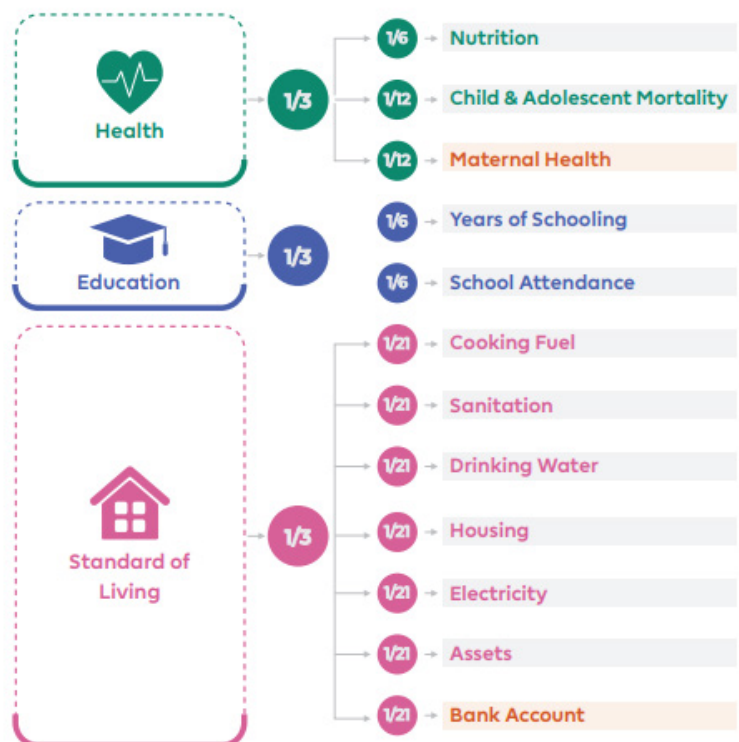 Health
1/3
1/6 Nutrition
1/12 Child & Adolescent Mortality
1/12 Maternal Health
Education
1/3
1/6 Years of Schooling
1/6 School Attendance
Standard of
Living
1/3
1/21 Cooking Fuel
1/21 Sanitation
1/21 Drinking Water
1/21 Housing
1/21 Electricity
1/21 Assets
1/21 Bank Account